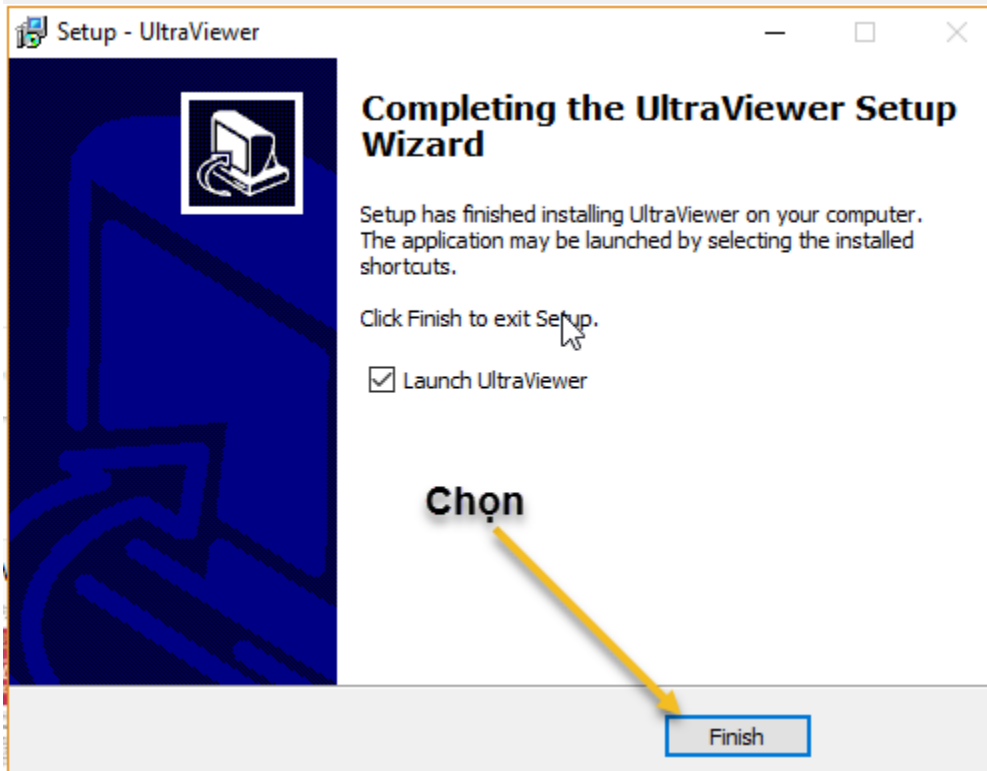 Setup - UltraViewer
Completing the UltraViewer Setup
Wizard
Setup has finished installing UltraViewer on your computer.
The application may be launched by selecting the installed
shortcuts.
Click Finish to exit Setup.
Launch UltraViewer
Chọn
Finish